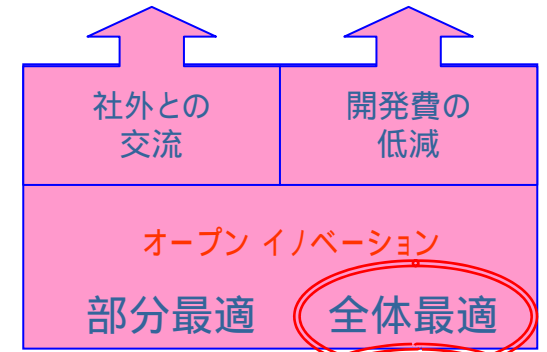 社外との
交流
開発費の
低減
オープン イノベーション
部分最適
全体最適